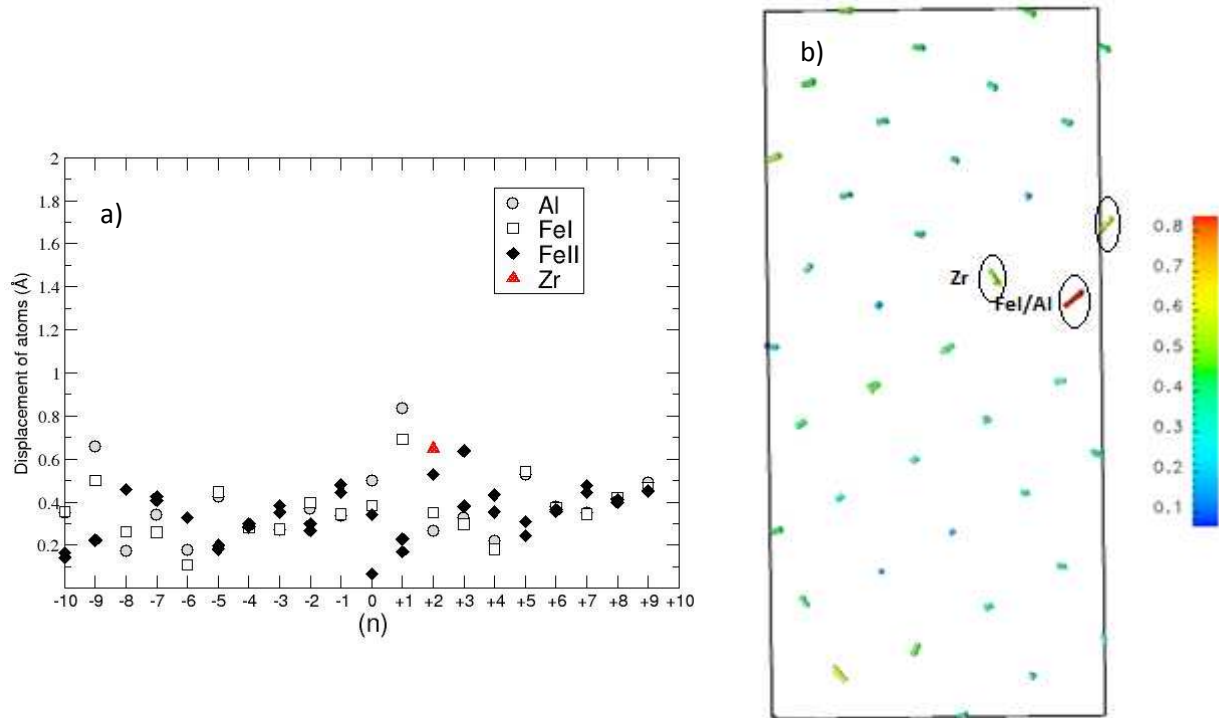 a)
Displacement of atoms (Å)
2
1.8
1.6
1.4
1.2
1
0.8
0.6
0.4
0.2
Al
FeI
FeII
Zr
-10 -9 -8 -7 -6 -5 -4 -3 -2 -1 0 +1 +2 +3 +4 +5 +6 +7 +8 +9 +10
(n)
b)
Zr
FeI/Al
0.8
0.7
0.6
0.5
0.4
0.3
0.2
0.1